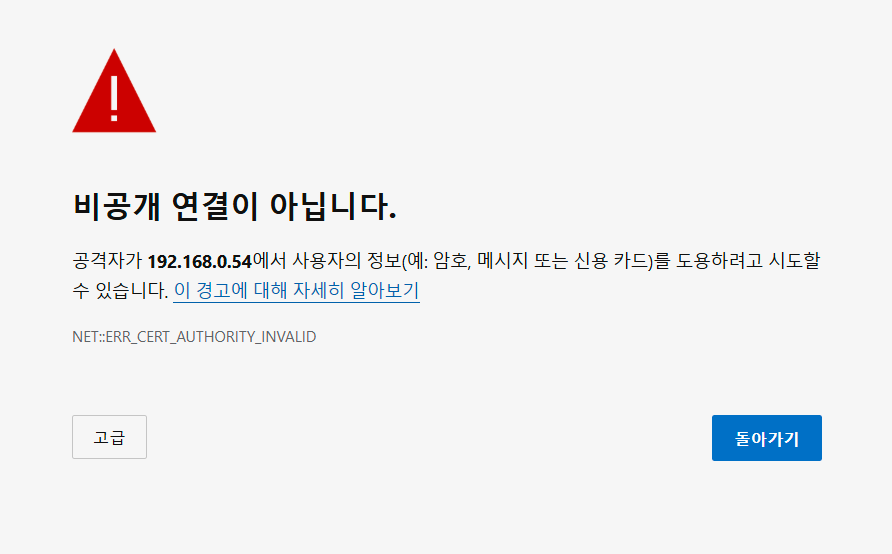 비공개 연결이 아닙니다.
공격자가 192.168.0.54에서 사용자의 정보(예: 암호, 메시지 또는 신용 카드)를 도용하려고 시도할
수 있습니다. 이 경고에 대해 자세히 알아보기
NET::ERR_CERT_AUTHORITY_INVALID
고급
돌아가기